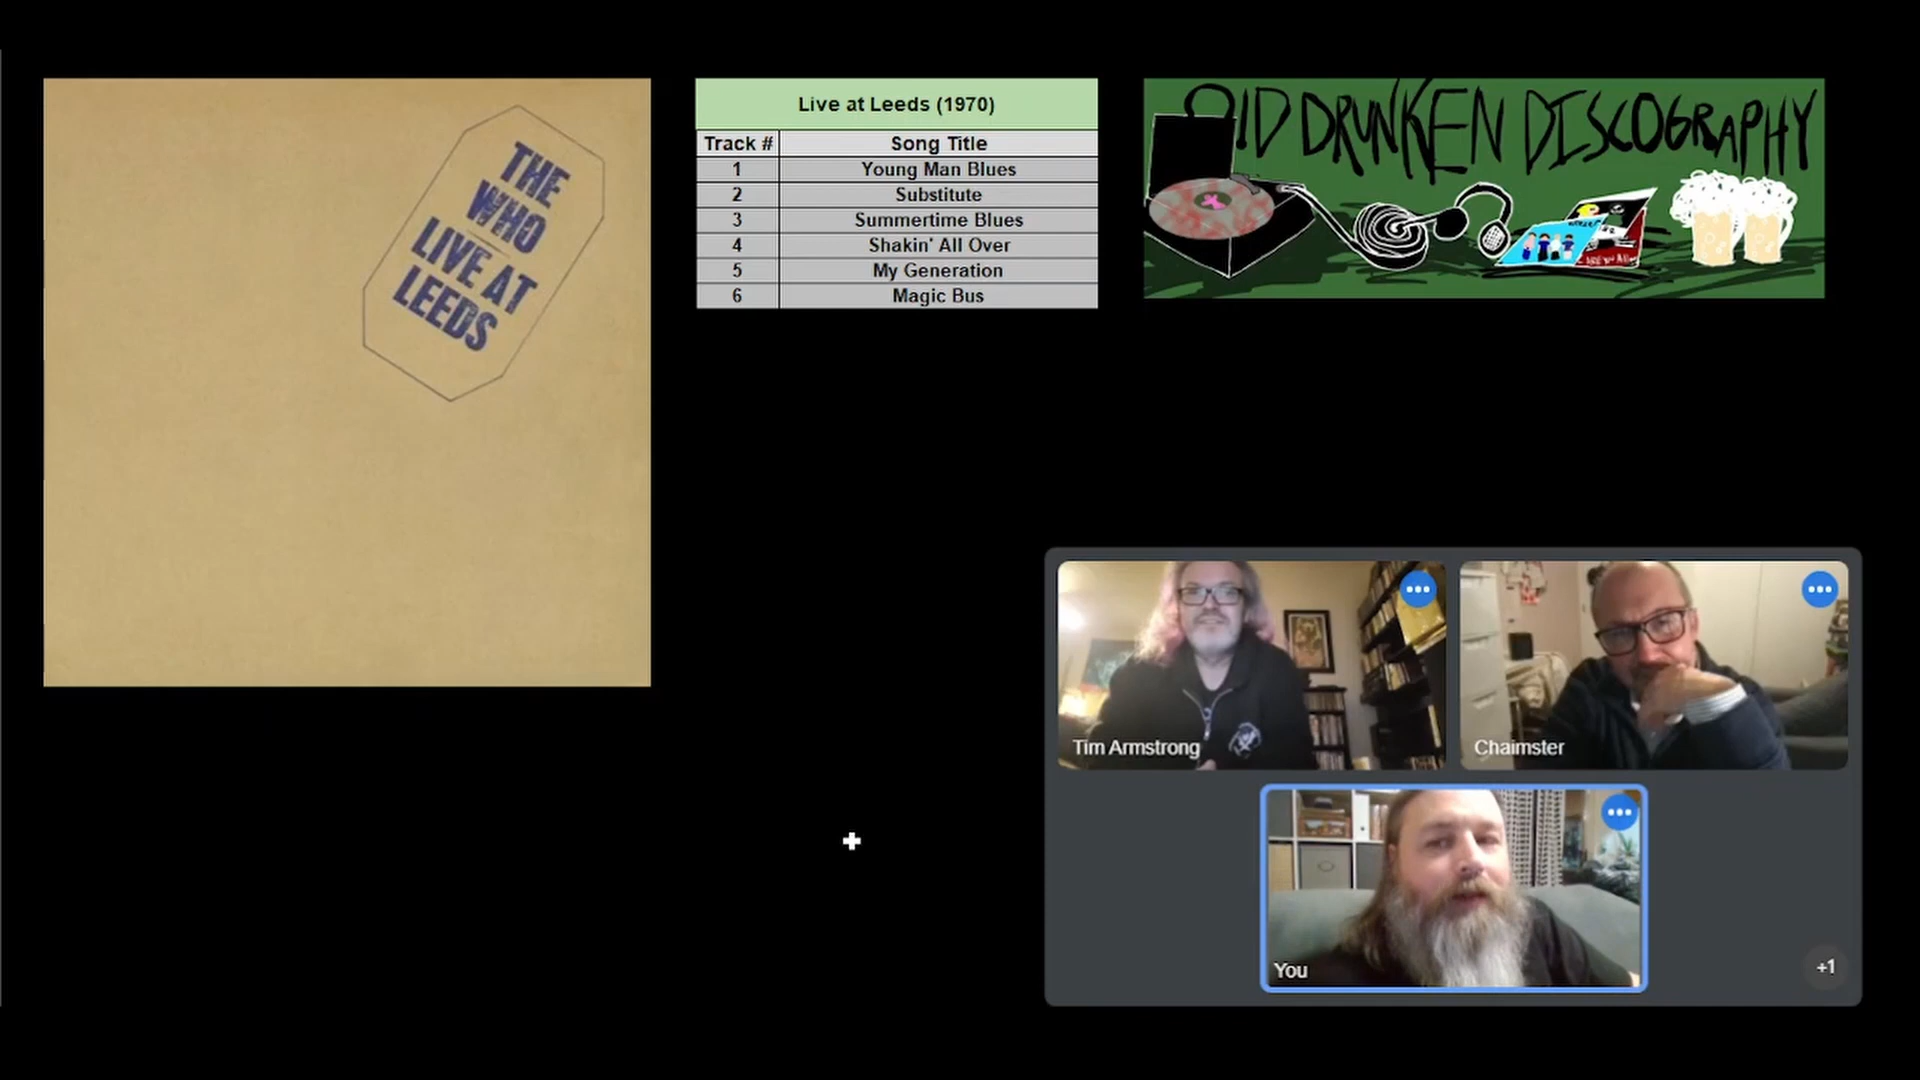 THE
WHO
LIVE AT
LEEDS
Live at Leeds (1970)
Track # Song Title
1 Young Man Blues
2 Substitute
3 Summertime Blues
4 Shakin' All Over
5 My Generation
6 Magic Bus
DRUNKEN DISCOGRAPHY
Tim Armstrong
Chaimster
You
+1